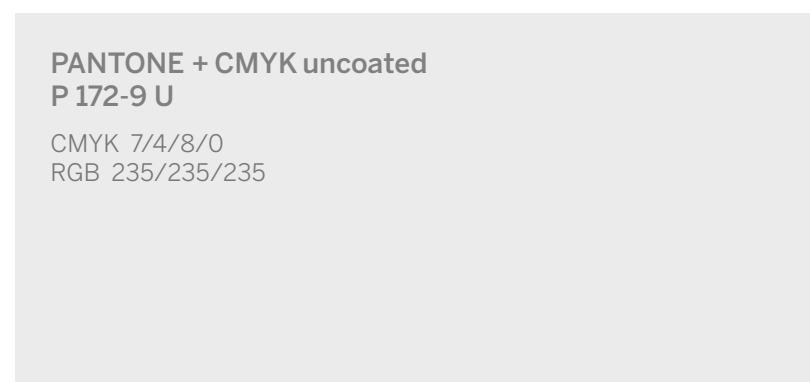 PANTONE + CMYK uncoated
P 172-9 U
CMYK 7/4/8/0
RGB 235/235/235